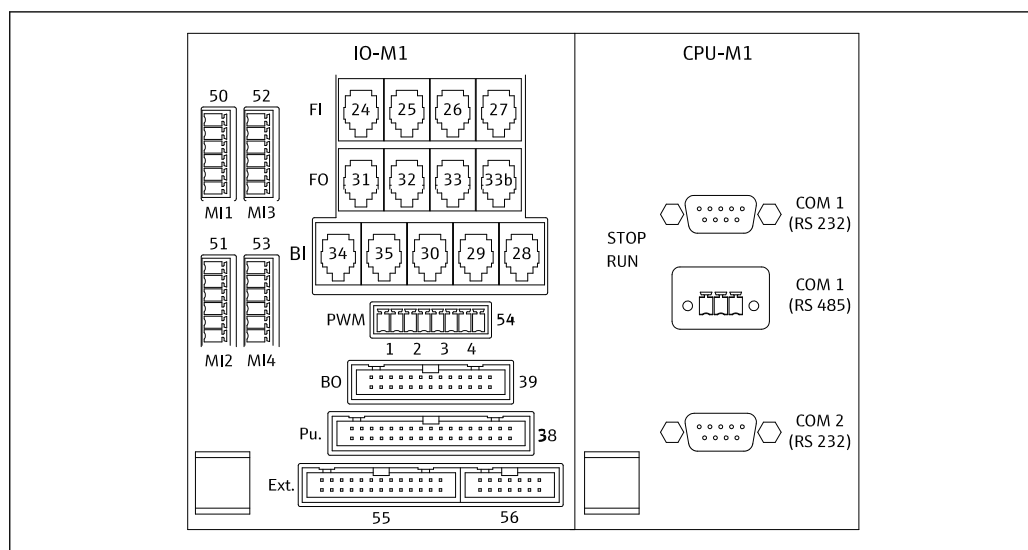 IO-M1 CPU-M1
50 52
FI 24 25 26 27
MI1 MI3
FO 31 32 33 33b
51 53
BI 34 35 30 29 28
MI2 MI4
PWM 54
1 2 3 4
BO 39
Pu. 38
Ext.
55 56
STOP
RUN
COM 1
(RS 232)
COM 1
(RS 485)
COM 2
(RS 232)